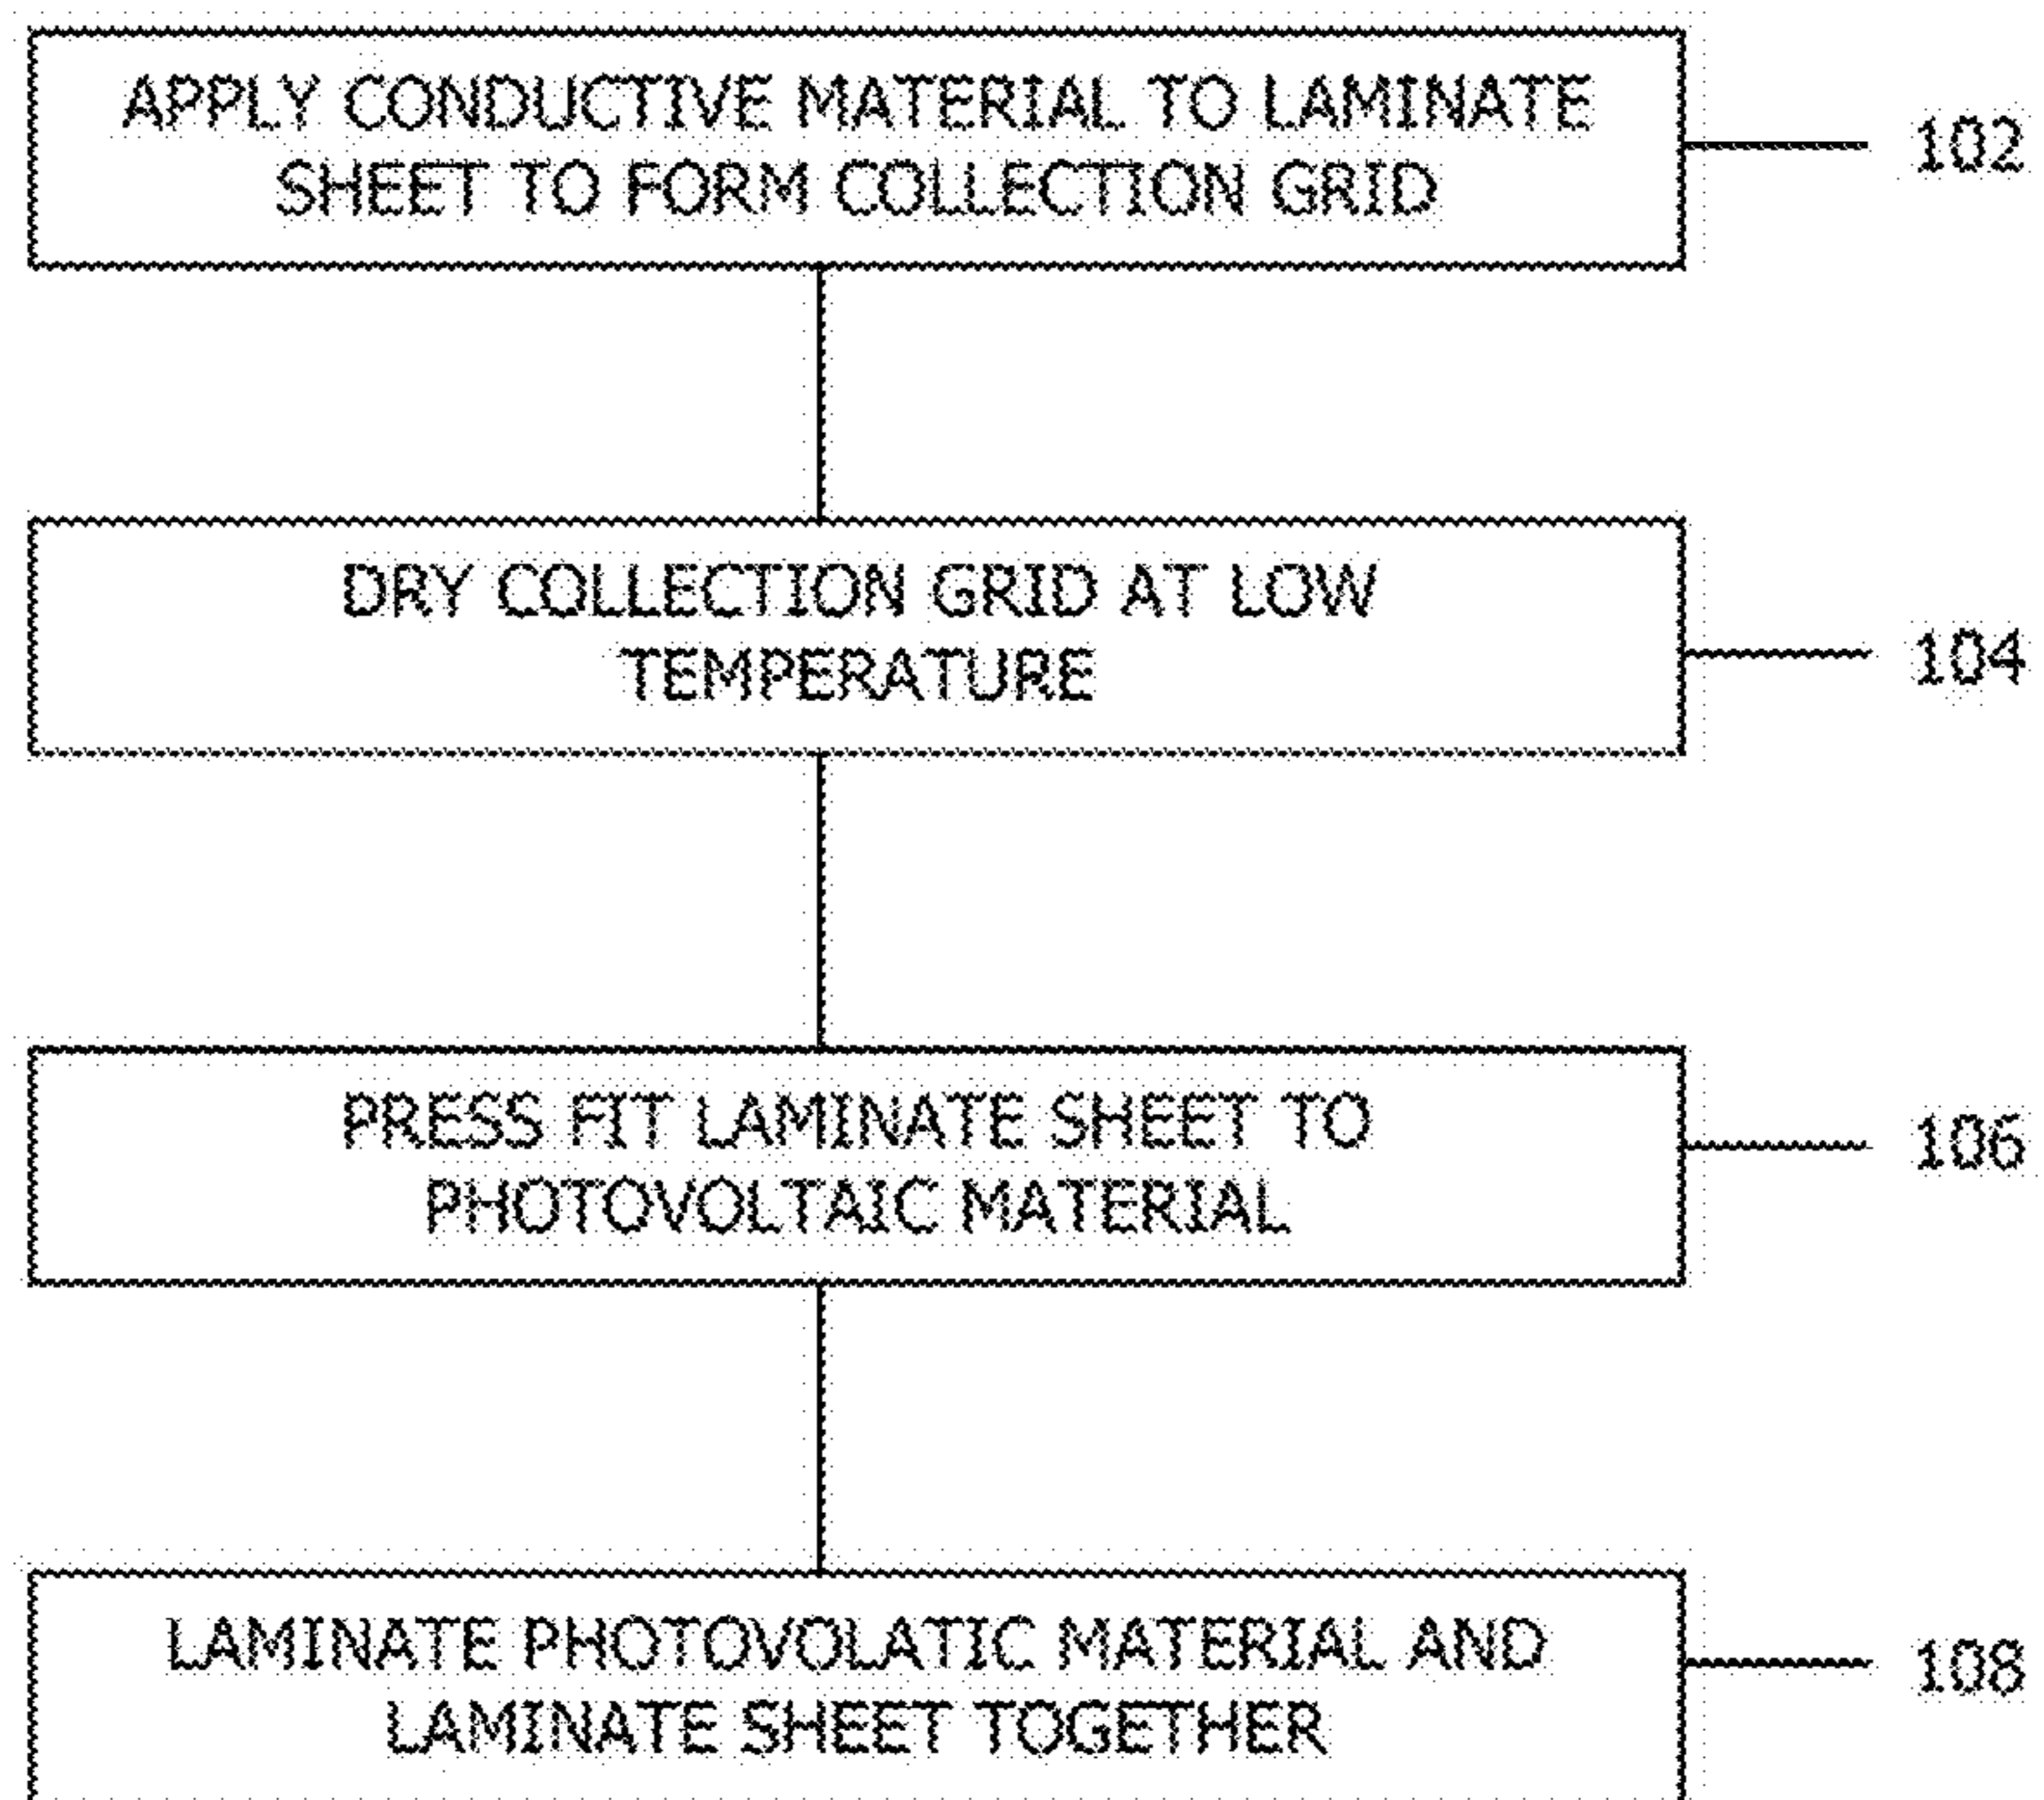 APPLY CONDUCTIVE MATERIAL TO LAMINATE
SHEET TO FORM COLLECTION GRID
102
DRY COLLECTION GRID AT LOW
TEMPERATURE
104
PRESS FIT LAMINATE SHEET TO
PHOTOVOLTAIC MATERIAL
106
LAMINATE PHOTOVOLATIC MATERIAL AND
LAMINATE SHEET TOGETHER
108